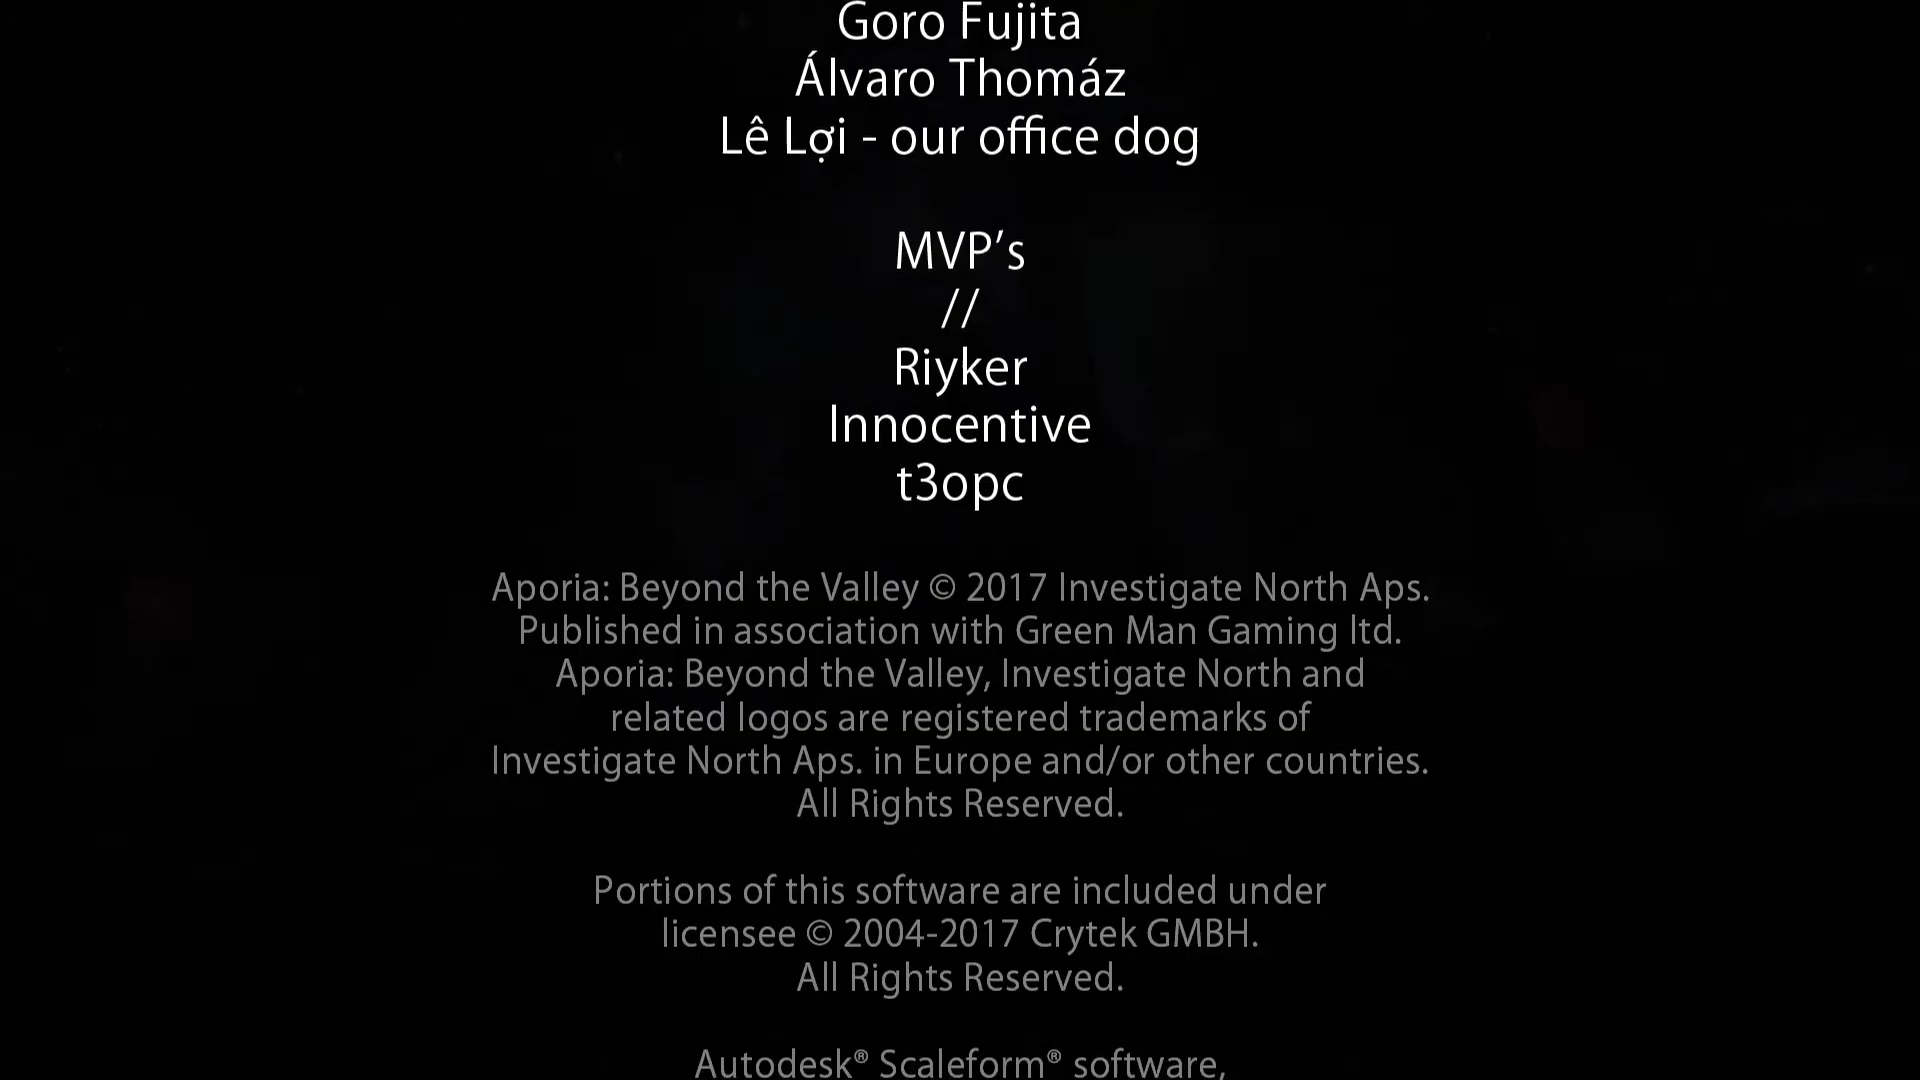 Goro Fujita
Álvaro Thomáz
Lê Lợi - our office dog
MVP’s
//
Riyker
Innocentive
t3opc
Aporia: Beyond the Valley © 2017 Investigate North Aps.
Published in association with Green Man Gaming ltd.
Aporia: Beyond the Valley, Investigate North and
related logos are registered trademarks of
Investigate North Aps. in Europe and/or other countries.
All Rights Reserved.
Portions of this software are included under
licensee © 2004-2017 Crytek GMBH.
All Rights Reserved.
Autodesk® Scaleform® software,